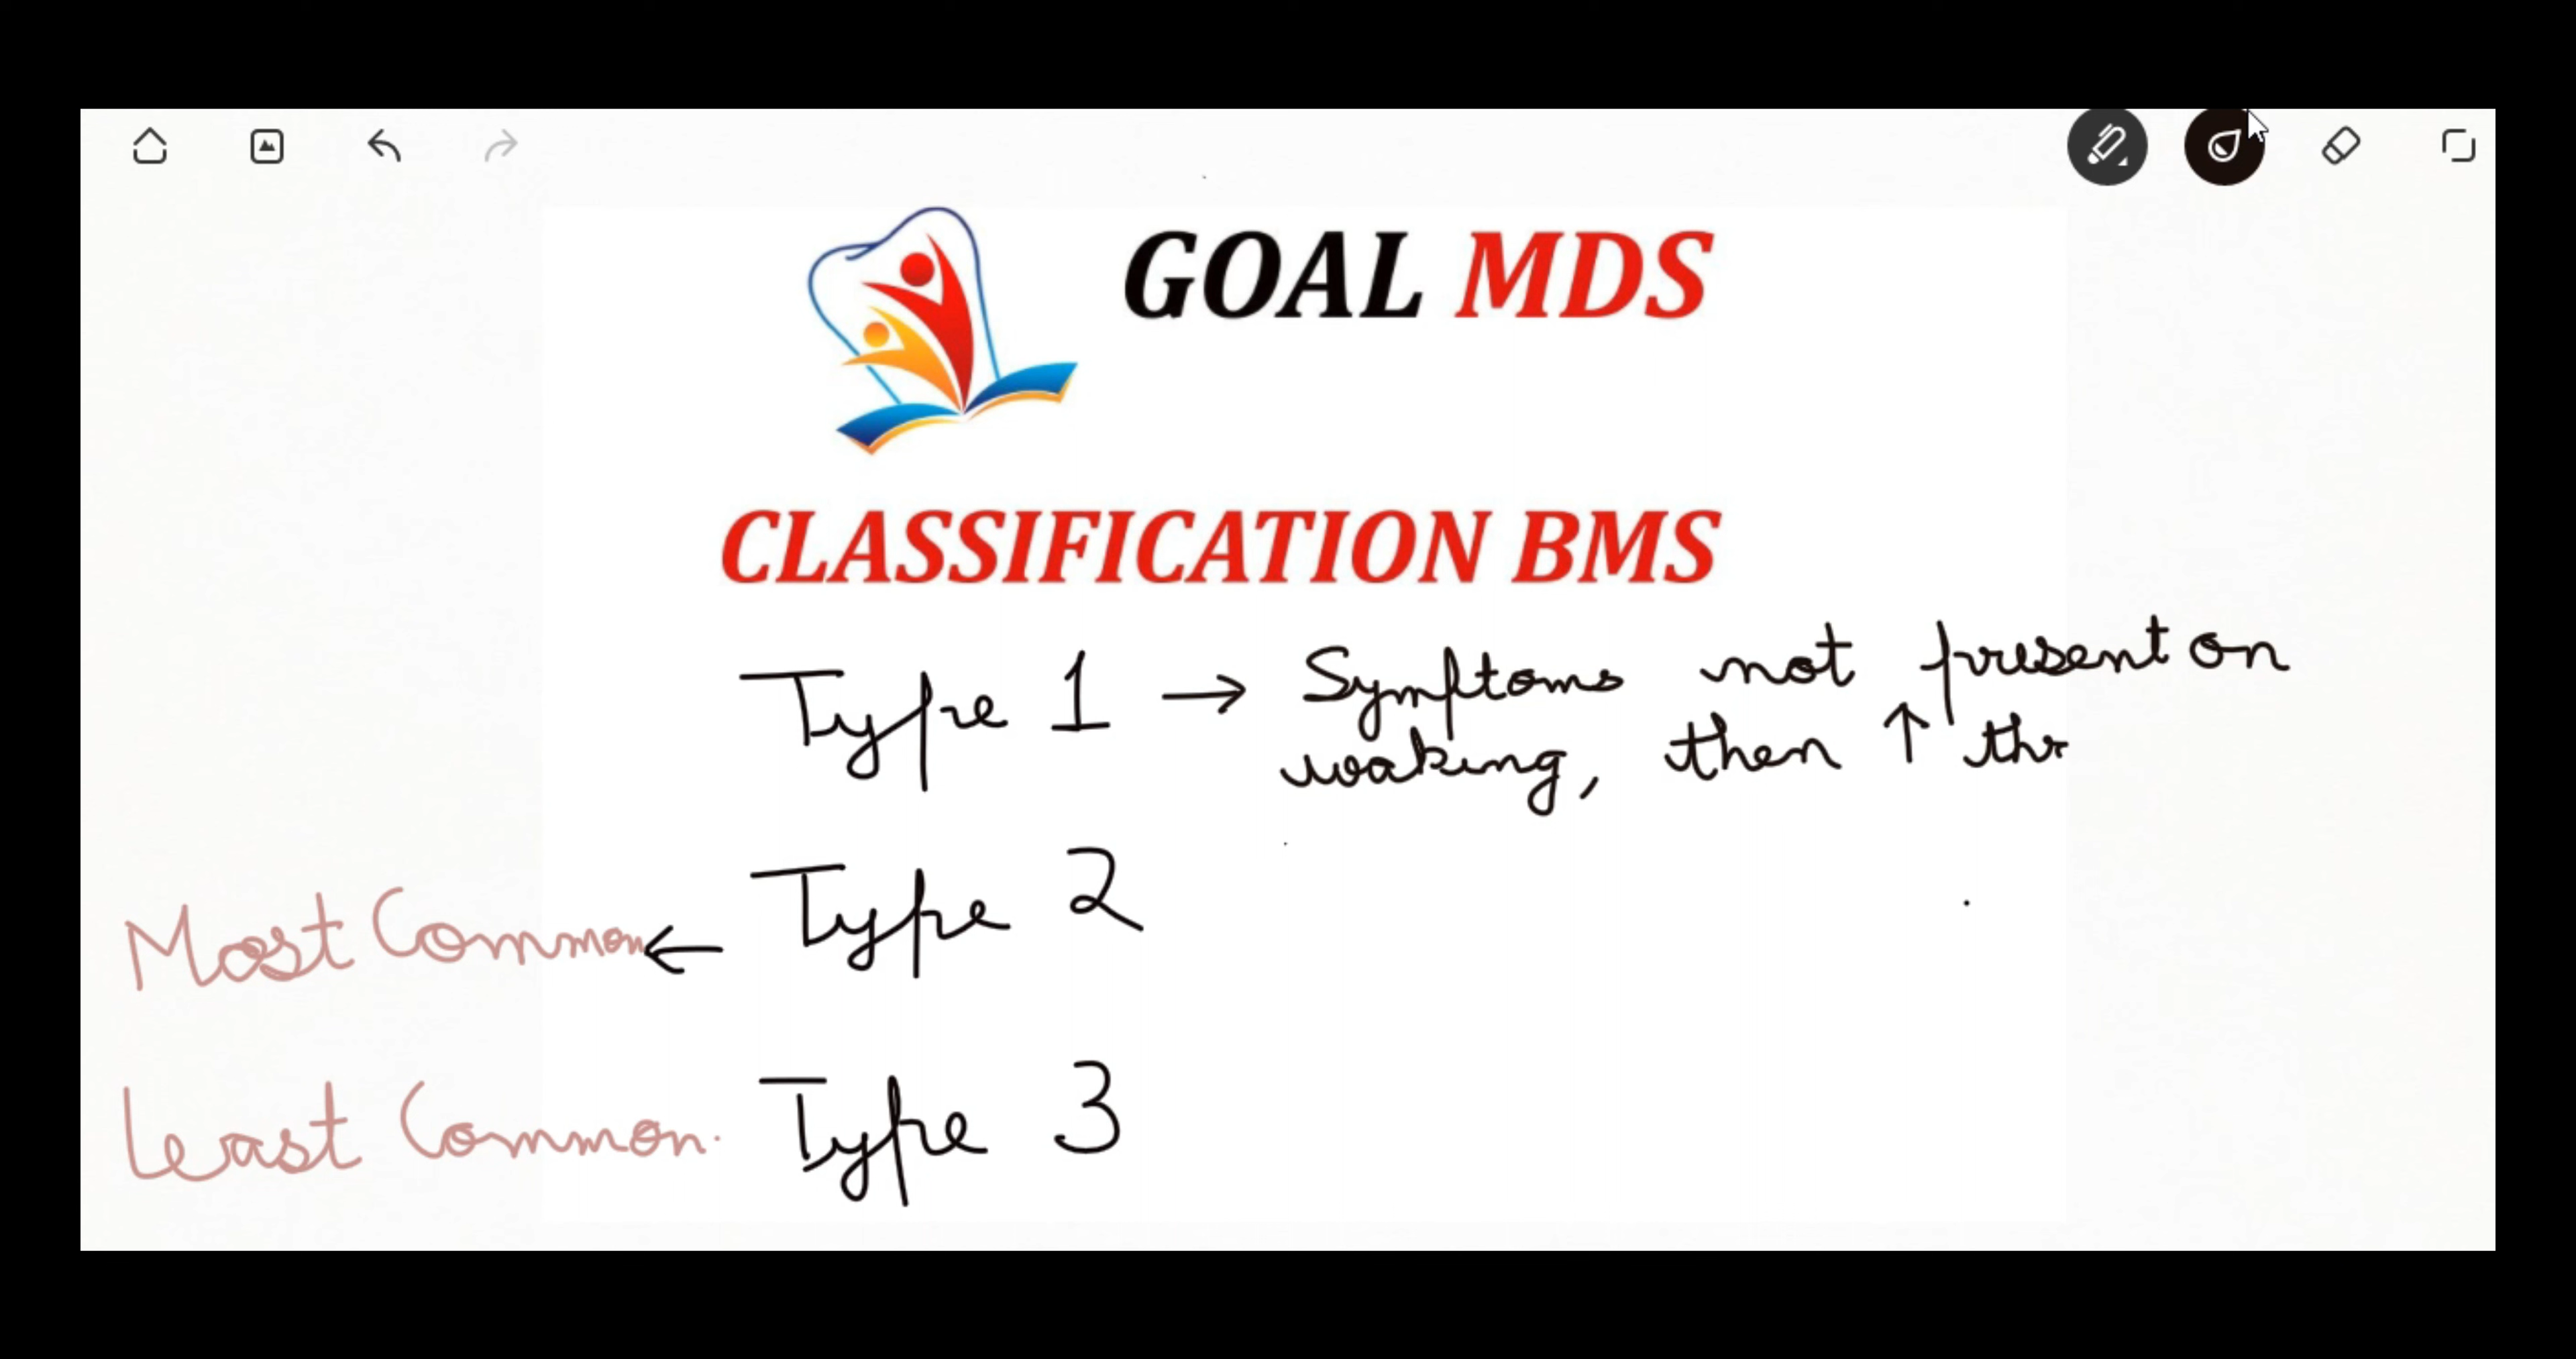 GOAL MDS
CLASSIFICATION BMS
Type 1 → Symptoms not present on
waking, then ↑ thr
Most Common ← Type 2
Least Common. Type 3